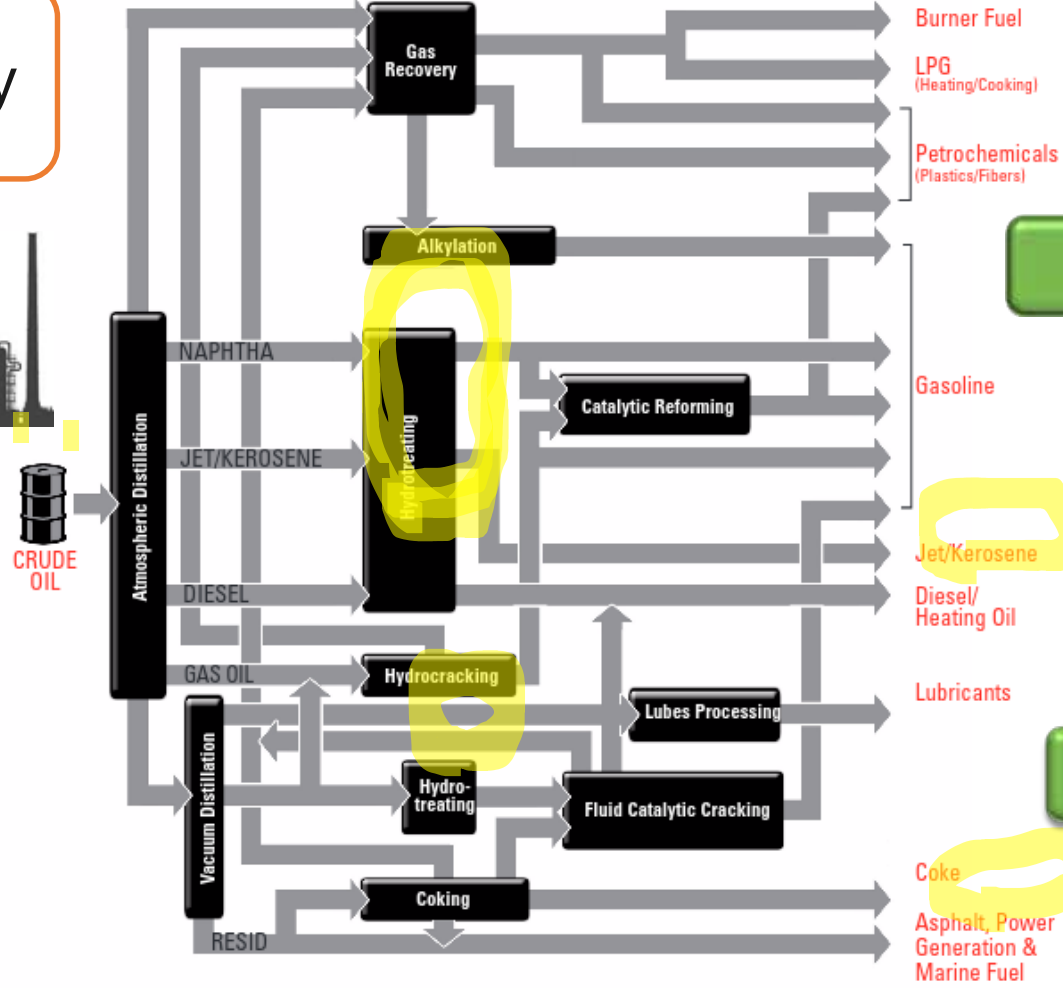 y
Burner Fuel
Gas
Recovery
LPG
(Heating/Cooking)
Petrochemicals
(Plastics/Fibers)
Alkylation
NAPHTHA
Gasoline
Catalytic Reforming
Atmospheric Distillation
Hydrotreating
JET/KEROSENE
CRUDE
OIL
Jet/Kerosene
DIESEL
Diesel/
Heating Oil
GAS OIL
Hydrocracking
Lubricants
Lubes Processing
Vacuum Distillation
Hydro-
treating
Fluid Catalytic Cracking
Coke
Coking
RESID
Asphalt, Power
Generation &
Marine Fuel